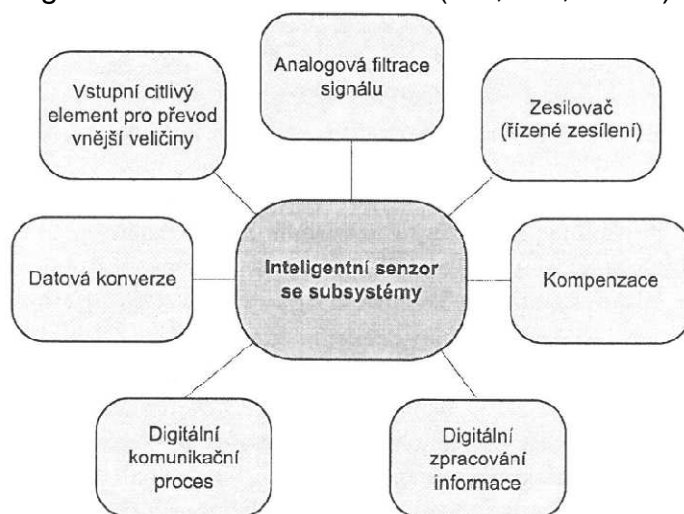 Analogová filtrace
signálu
Vstupní citlivý
element pro převod
vnější veličiny
Zesilovač
(řízené zesílení)
Datová konverze
Inteligentní senzor
se subsystémy
Kompenzace
Digitální
komunikační
proces
Digitální
zpracování
informace